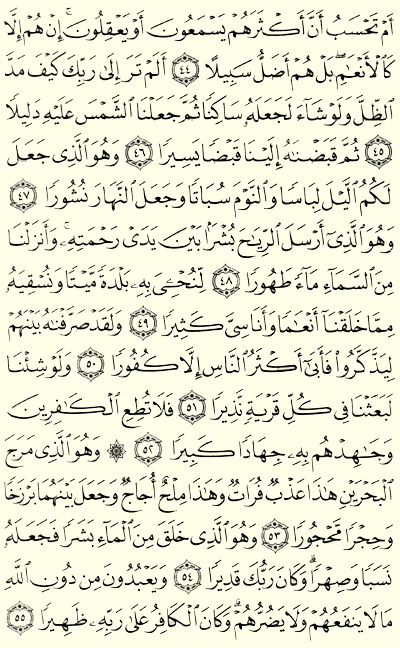 أَمْ تَحْسَبُ أَنَّ أَكْثَرَهُمْ يَسْمَعُونَ أَوْ يَعْقِلُونَ ۚ إِنْ هُمْ إِلَّا
كَالْأَنْعَـٰمِ ۖ بَلْ هُمْ أَضَلُّ سَبِيلًا ٤٤ أَلَمْ تَرَ إِلَىٰ رَبِّكَ كَيْفَ مَدَّ
ٱلظِّلَّ وَلَوْ شَآءَ لَجَعَلَهُۥ سَاكِنًا ثُمَّ جَعَلْنَا ٱلشَّمْسَ عَلَيْهِ دَلِيلًا
٤٥ ثُمَّ قَبَضْنَـٰهُ إِلَيْنَا قَبْضًا يَسِيرًا ٤٦ وَهُوَ ٱلَّذِى جَعَلَ
لَكُمُ ٱلَّيْلَ لِبَاسًا وَٱلنَّوْمَ سُبَاتًا وَجَعَلَ ٱلنَّهَارَ نُشُورًا ٤٧
وَهُوَ ٱلَّذِىٓ أَرْسَلَ ٱلرِّيَـٰحَ بُشْرًۢا بَيْنَ يَدَىْ رَحْمَتِهِۦ ۚ وَأَنزَلْنَا
مِنَ ٱلسَّمَآءِ مَآءً طَهُورًا ٤٨ لِّنُحْـِۧىَ بِهِۦ بَلْدَةً مَّيْتًا وَنُسْقِيَهُۥ
مِمَّا خَلَقْنَآ أَنْعَـٰمًا وَأَنَاسِىَّ كَثِيرًا ٤٩ وَلَقَدْ صَرَّفْنَـٰهُ بَيْنَهُمْ
لِيَذَّكَّرُوا۟ فَأَبَىٰٓ أَكْثَرُ ٱلنَّاسِ إِلَّا كُفُورًا ٥٠ وَلَوْ شِئْنَا
لَبَعَثْنَا فِى كُلِّ قَرْيَةٍ نَّذِيرًا ٥١ فَلَا تُطِعِ ٱلْكَـٰفِرِينَ
وَجَـٰهِدْهُم بِهِۦ جِهَادًا كَبِيرًا ٥٢ ۞ وَهُوَ ٱلَّذِى مَرَجَ
ٱلْبَحْرَيْنِ هَـٰذَا عَذْبٌ فُرَاتٌ وَهَـٰذَا مِلْحٌ أُجَاجٌ وَجَعَلَ بَيْنَهُمَا بَرْزَخًا
وَحِجْرًا مَّحْجُورًا ٥٣ وَهُوَ ٱلَّذِى خَلَقَ مِنَ ٱلْمَآءِ بَشَرًا فَجَعَلَهُۥ
نَسَبًا وَصِهْرًا ۗ وَكَانَ رَبُّكَ قَدِيرًا ٥٤ وَيَعْبُدُونَ مِن دُونِ ٱللَّهِ
مَا لَا يَنفَعُهُمْ وَلَا يَضُرُّهُمْ ۗ وَكَانَ ٱلْكَافِرُ عَلَىٰ رَبِّهِۦ ظَهِيرًا ٥٥